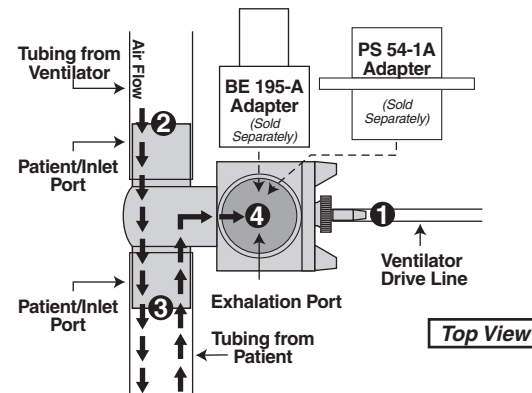 Tubing from
Ventilator
Air Flow
BE 195-A
Adapter
(Sold
Separately)
PS 54-1A
Adapter
(Sold
Separately)
2
Patient/Inlet
Port
4
1
Ventilator
Drive Line
Patient/Inlet
Port
3
Exhalation Port
Tubing from
Patient
Top View